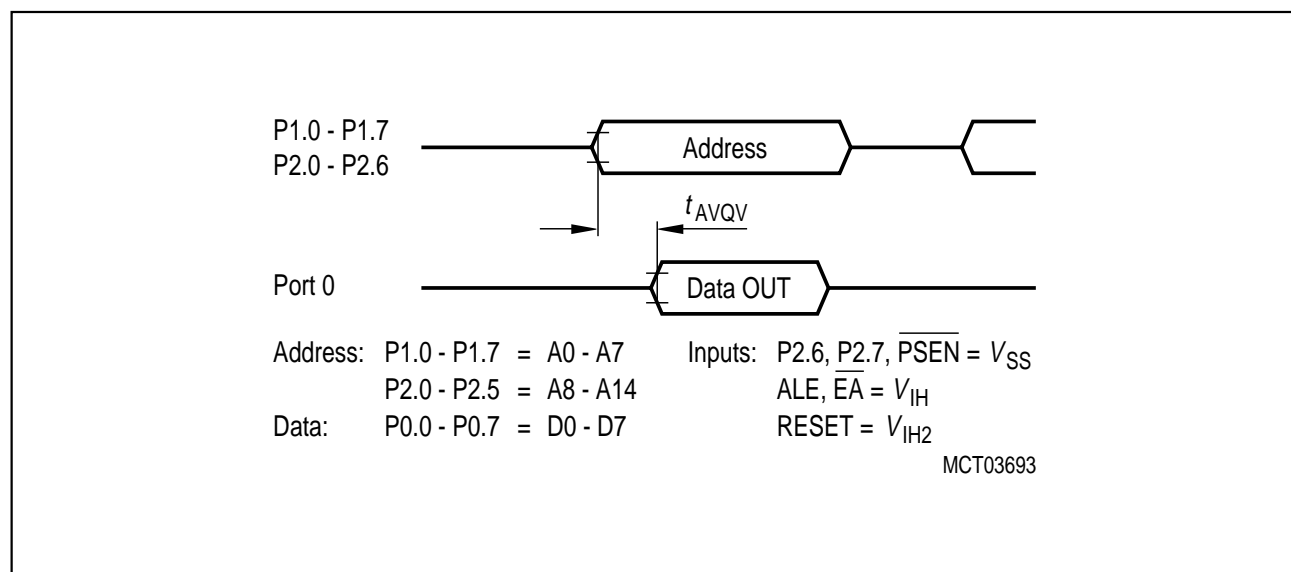 P1.0 - P1.7
P2.0 - P2.6
Address
t AVQV
Port 0
Data OUT
Address: P1.0 - P1.7 = A0 - A7 Inputs: P2.6, P2.7, PSEN = VSS
P2.0 - P2.5 = A8 - A14 ALE, EA = VIH
Data: P0.0 - P0.7 = D0 - D7 RESET = VIH2
MCT03693